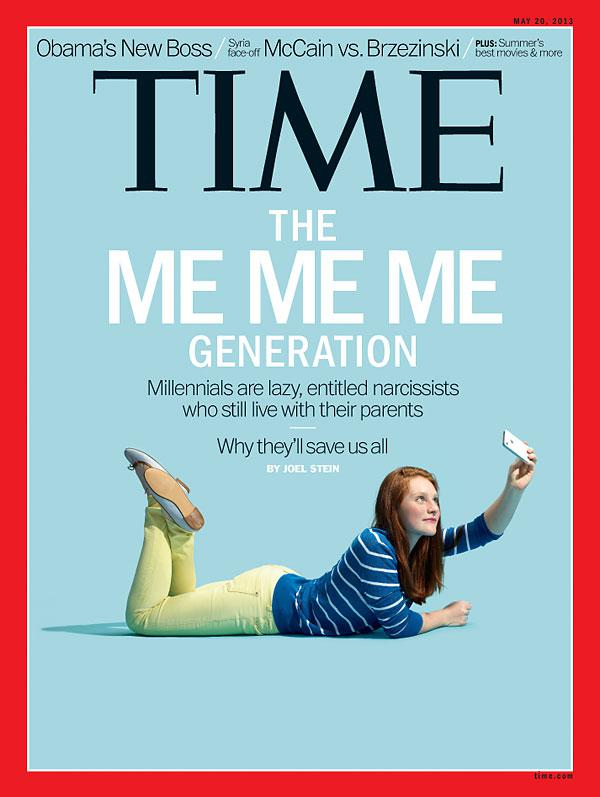 MAY 20, 2013
Obama's New Boss / Syria face-off McCain vs. Brzezinski / PLUS: Summer's best movies & more
TIME
THE
ME ME ME
GENERATION
Millennials are lazy, entitled narcissists
who still live with their parents
Why they'll save us all
BY JOEL STEIN
time.com